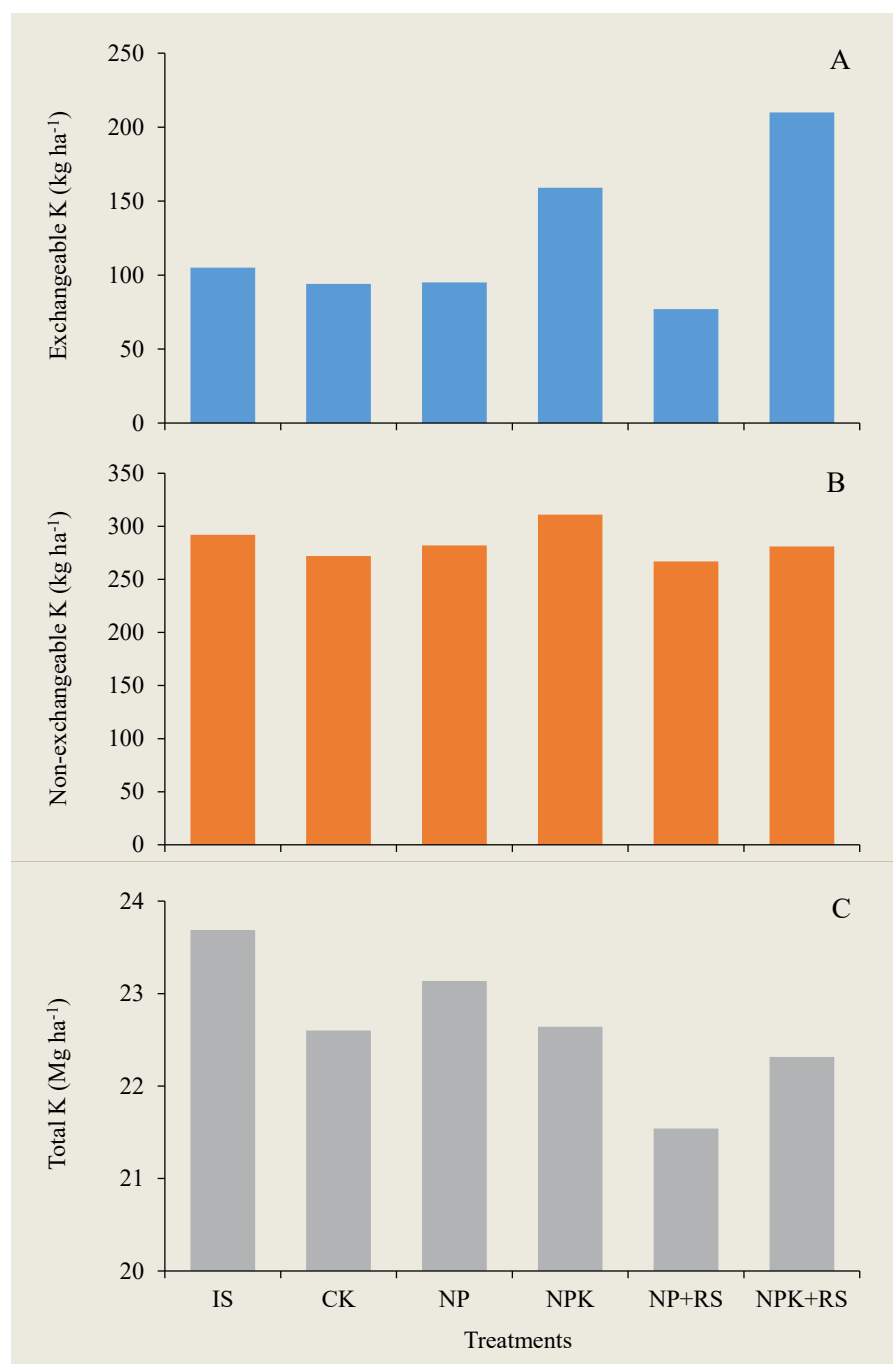 A
Exchangeable K (kg ha⁻¹)
250
200
150
100
50
0
B
Non-exchangeable K (kg ha⁻¹)
350
300
250
200
150
100
50
0
C
Total K (Mg ha⁻¹)
24
23
22
21
20
IS CK NP NPK NP+RS NPK+RS
Treatments